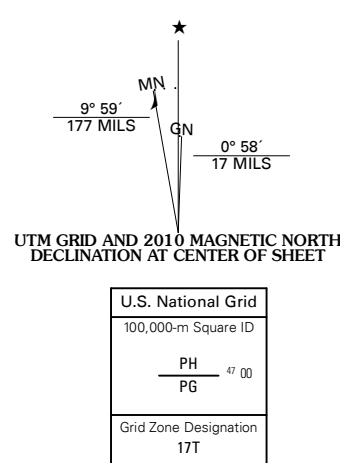 ★
MN
9° 59´
177 MILS
GN
0° 58´
17 MILS
UTM GRID AND 2010 MAGNETIC NORTH
DECLINATION AT CENTER OF SHEET
U.S. National Grid
100,000-m Square ID
PH
47 00
PG
Grid Zone Designation
17T